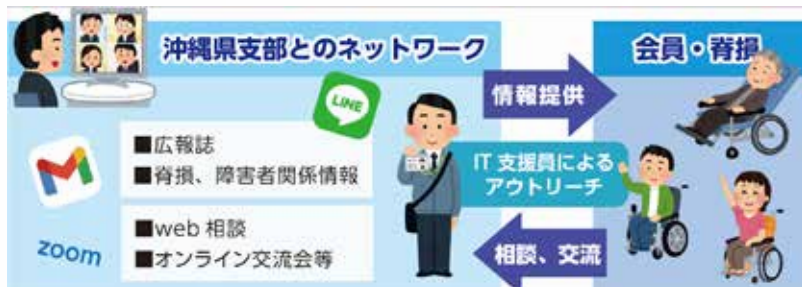 沖縄県支部とのネットワーク
会員・脊損
LINE
情報提供
■広報誌
■脊損、障害者関係情報
IT支援員による
アウトリーチ
zoom
■web 相談
■オンライン交流会等
相談、交流